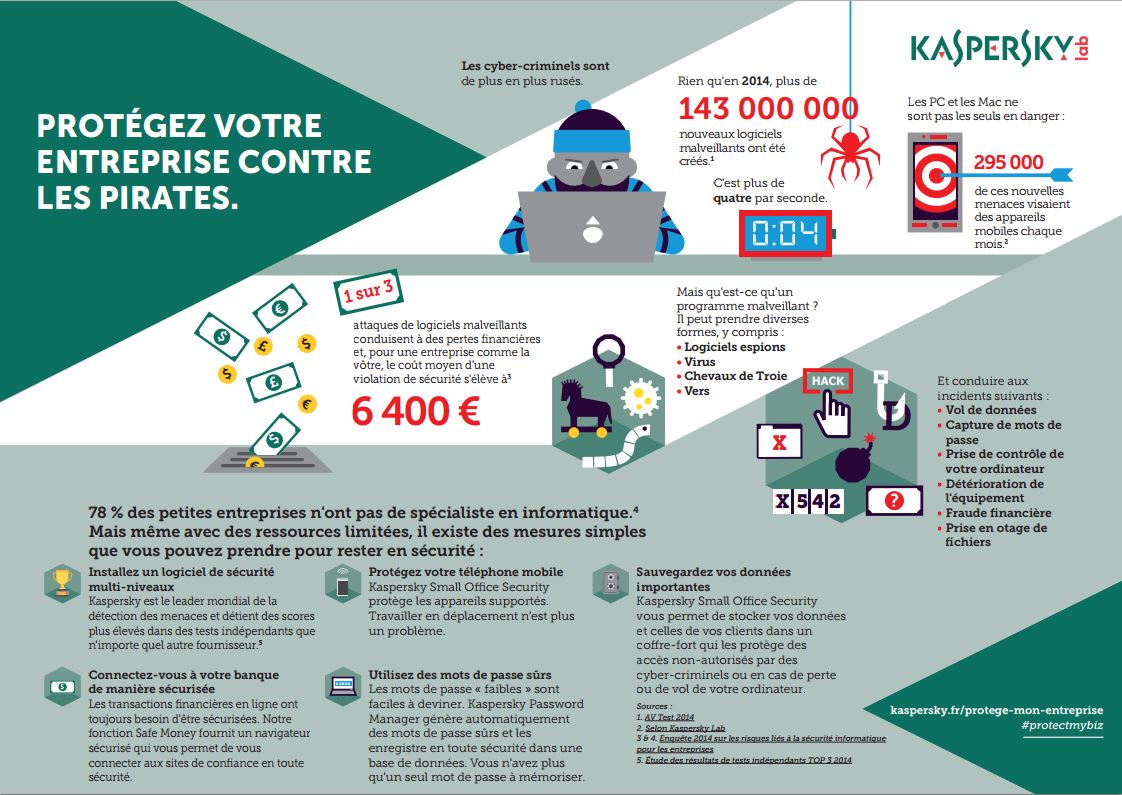 PROTÉGEZ VOTRE
ENTREPRISE CONTRE
LES PIRATES.
Les cyber-criminels sont
de plus en plus rusés.
Rien qu'en 2014, plus de
143 000 000
nouveaux logiciels
malveillants ont été
créés.¹
C'est plus de
quatre par seconde.
0:04
KASPERSKY lab
Les PC et les Mac ne
sont pas les seuls en danger :
295 000
de ces nouvelles
menaces visaient
des appareils
mobiles chaque
mois.²
1 sur 3
attaques de logiciels malveillants
conduisent à des pertes financières
et, pour une entreprise comme la
vôtre, le coût moyen d'une
violation de sécurité s'élève à³
6 400 €
Mais qu'est-ce qu'un
programme malveillant ?
Il peut prendre diverses
formes, y compris :
• Logiciels espions
• Virus
• Chevaux de Troie
• Vers
HACK
D
X
X542
?
Et conduire aux
incidents suivants :
• Vol de données
• Capture de mots de
passe
• Prise de contrôle de
votre ordinateur
• Détérioration de
l'équipement
• Fraude financière
• Prise en otage de
fichiers
78 % des petites entreprises n'ont pas de spécialiste en informatique.⁴
Mais même avec des ressources limitées, il existe des mesures simples
que vous pouvez prendre pour rester en sécurité :
Installez un logiciel de sécurité
multi-niveaux
Kaspersky est le leader mondial de la
détection des menaces et détient des scores
plus élevés dans des tests indépendants que
n'importe quel autre fournisseur.⁵
Connectez-vous à votre banque
de manière sécurisée
Les transactions financières en ligne ont
toujours besoin d'être sécurisées. Notre
fonction Safe Money fournit un navigateur
sécurisé qui vous permet de vous
connecter aux sites de confiance en toute
sécurité.
Protégez votre téléphone mobile
Kaspersky Small Office Security
protège les appareils supportés.
Travailler en déplacement n'est plus
un problème.
Utilisez des mots de passe sûrs
Les mots de passe « faibles » sont
faciles à deviner. Kaspersky Password
Manager génère automatiquement
des mots de passe sûrs et les
enregistre en toute sécurité dans une
base de données. Vous n'avez plus
qu'un seul mot de passe à mémoriser.
Sauvegardez vos données
importantes
Kaspersky Small Office Security
vous permet de stocker vos données
et celles de vos clients dans un
coffre-fort qui les protège des
accès non-autorisés par des
cyber-criminels ou en cas de perte
ou de vol de votre ordinateur.
Sources :
1. AV Test 2014
2. Selon Kaspersky Lab
3 & 4. Enquête 2014 sur les risques liés à la sécurité informatique
pour les entreprises
5. Étude des résultats de tests indépendants TOP 3 2014
kaspersky.fr/protege-mon-entreprise
#protectmybiz